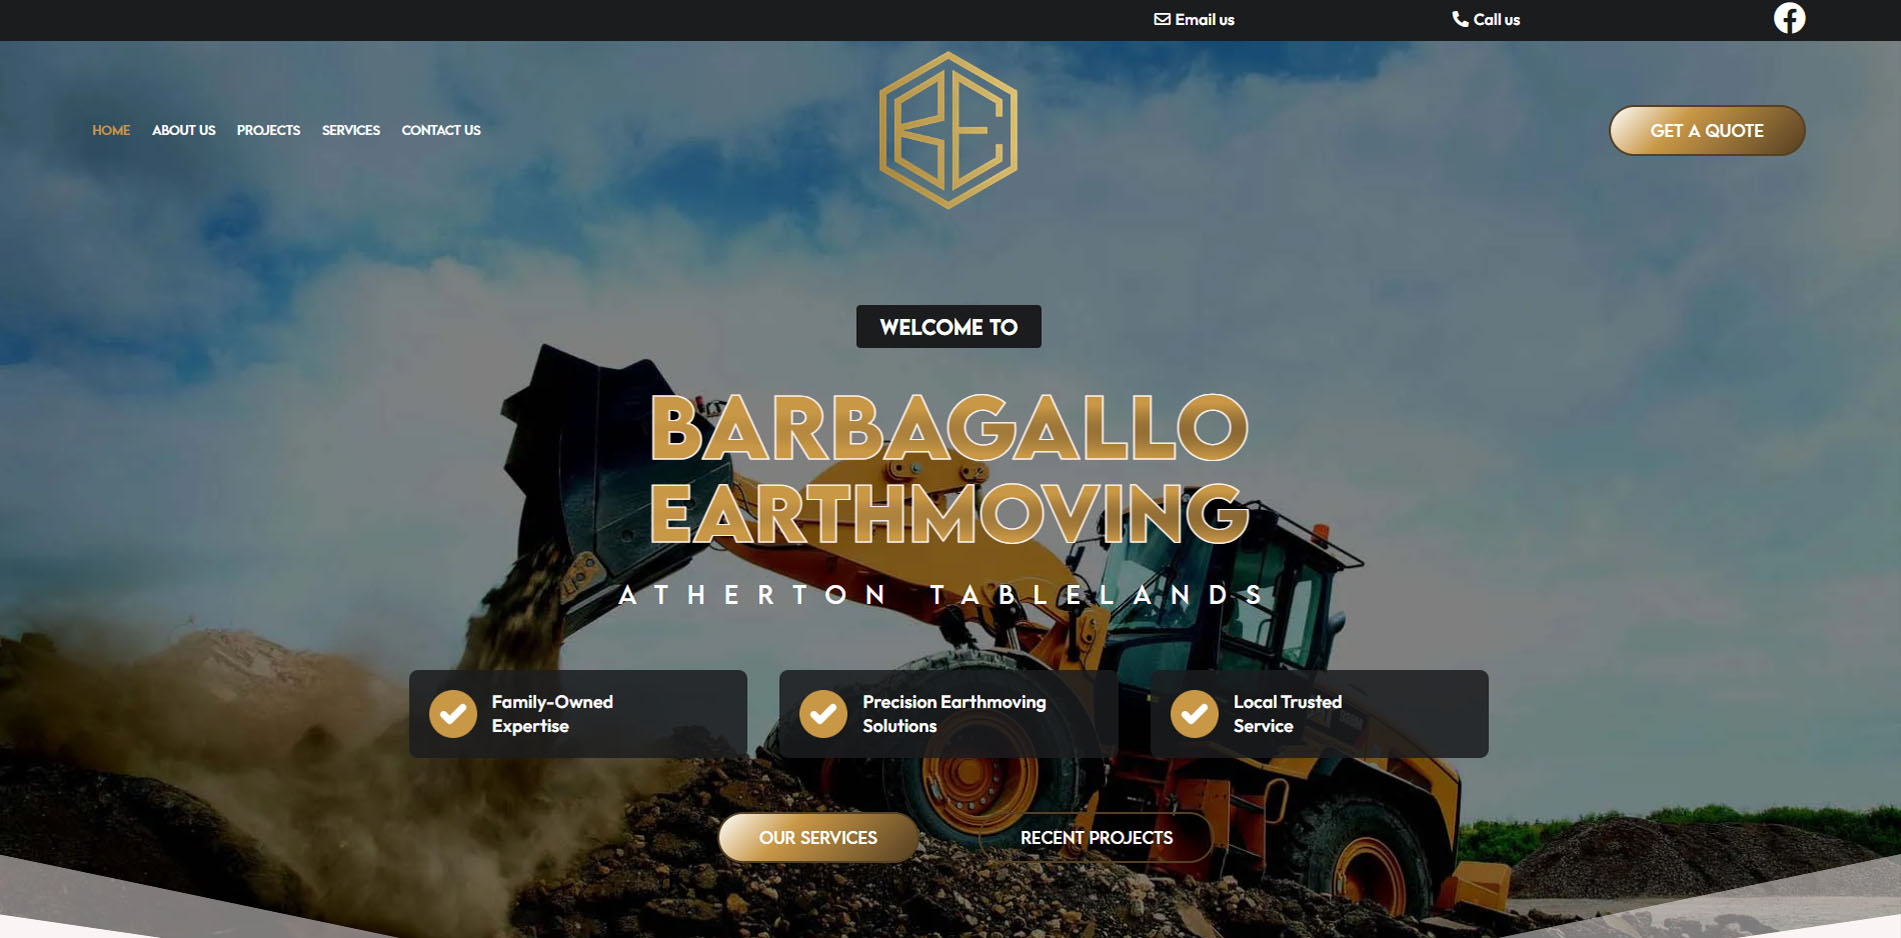 Email us
Call us
HOME
ABOUT US
PROJECTS
SERVICES
CONTACT US
BE
GET A QUOTE
WELCOME TO
BARBAGALLO
EARTHMOVING
ATHERTON TABLELANDS
Family-Owned
Expertise
Precision Earthmoving
Solutions
Local Trusted
Service
OUR SERVICES
RECENT PROJECTS